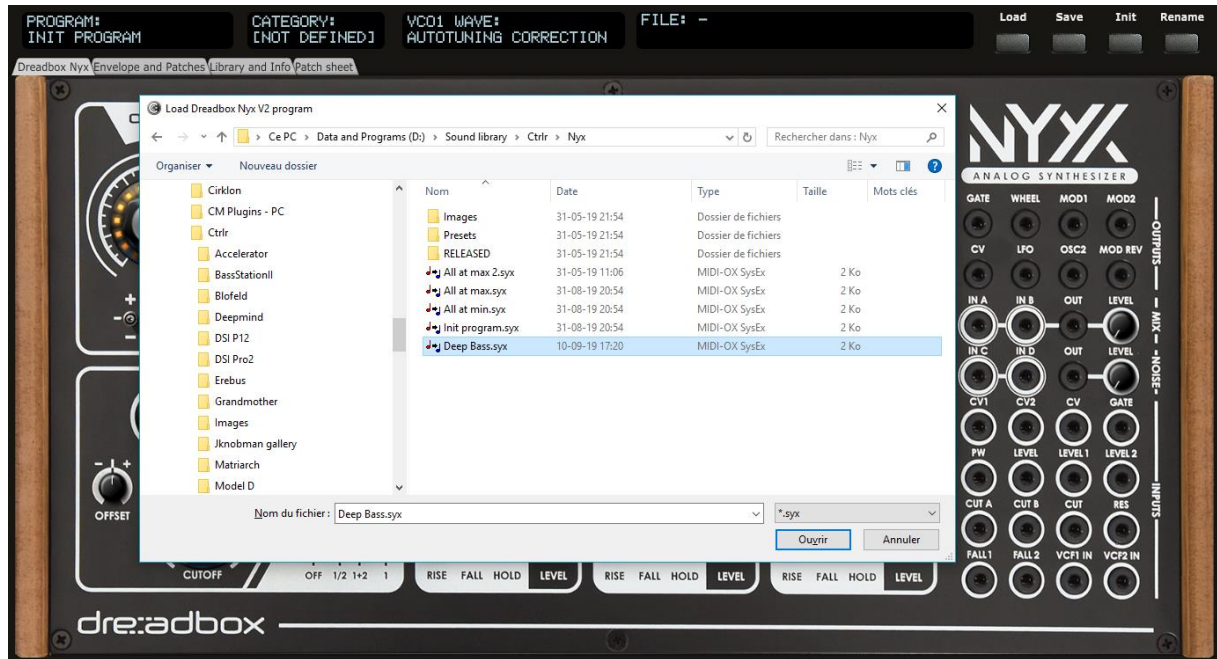 PROGRAM:
INIT PROGRAM
CATEGORY:
[NOT DEFINED]
VCO1 WAVE:
AUTOTUNING CORRECTION
FILE: -
Load Save Init Rename
Dreadbox Nyx Envelope and Patches Library and Info Patch sheet
Load Dreadbox Nyx V2 program
Ce PC > Data and Programs (D:) > Sound library > Ctrlr > Nyx
Rechercher dans : Nyx
Organiser Nouveau dossier
Cirklon
CM Plugins - PC
Ctrlr
Accelerator
BassStationII
Blofeld
Deepmind
DSI P12
DSI Pro2
Erebus
Grandmother
Images
Jknobman gallery
Matriarch
Model D
Nom Date Type Taille Mots clés
Images 31-05-19 21:54 Dossier de fichiers
Presets 31-05-19 21:54 Dossier de fichiers
RELEASED 31-05-19 21:54 Dossier de fichiers
All at max 2.syx 31-05-19 11:06 MIDI-OX SysEx 2 Ko
All at max.syx 31-08-19 20:54 MIDI-OX SysEx 2 Ko
All at min.syx 31-08-19 20:54 MIDI-OX SysEx 2 Ko
Init program.syx 31-08-19 20:54 MIDI-OX SysEx 2 Ko
Deep Bass.syx 10-09-19 17:20 MIDI-OX SysEx 2 Ko
Nom du fichier : Deep Bass.syx
*.syx
Ouvrir Annuler
NYX
ANALOG SYNTHESIZER
GATE WHEEL MOD1 MOD2
CV LFO OSC2 MOD REV
OUTPUTS
IN A IN B OUT LEVEL
MIX
IN C IN D OUT LEVEL
NOISE
CV1 CV2 CV GATE
PW LEVEL LEVEL 1 LEVEL 2
CUT A CUT B CUT RES
INPUTS
FALL1 FALL 2 VCF1 IN VCF2 IN
- +
OFFSET
CUTOFF
OFF 1/2 1+2 1
RISE FALL HOLD LEVEL
RISE FALL HOLD LEVEL
RISE FALL HOLD LEVEL
dre:adbox